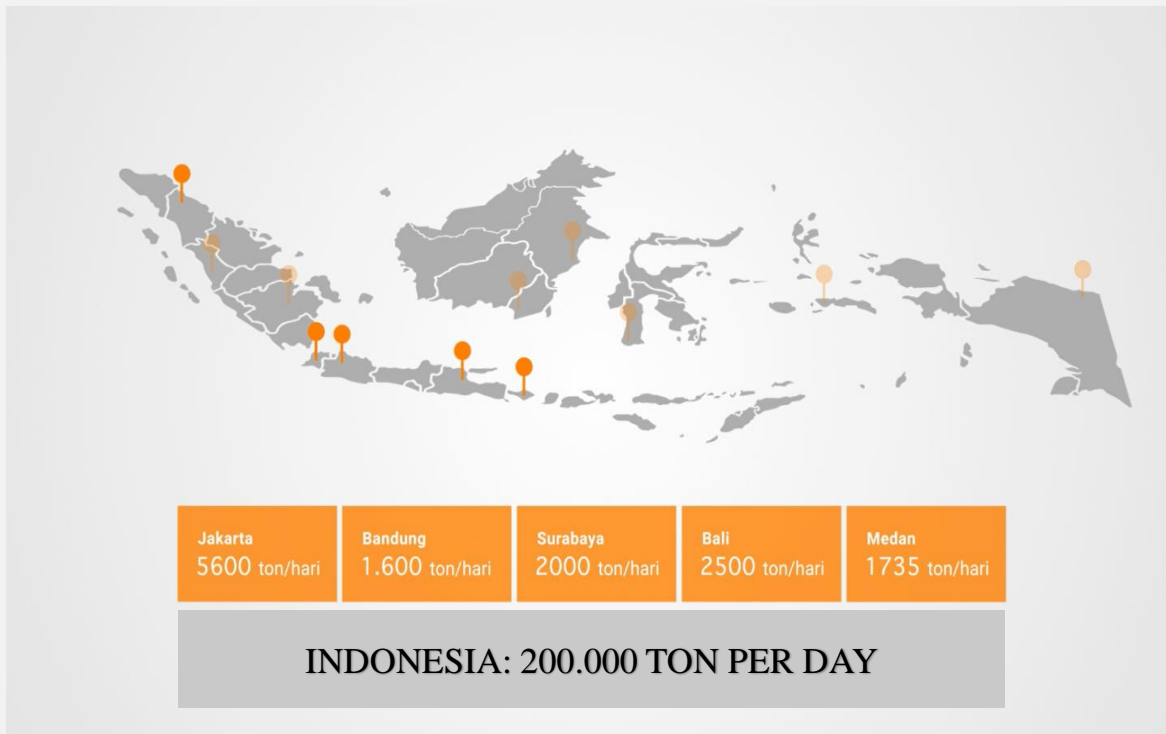 Jakarta
5600 ton/hari
Bandung
1.600 ton/hari
Surabaya
2000 ton/hari
Bali
2500 ton/hari
Medan
1735 ton/hari
INDONESIA: 200.000 TON PER DAY